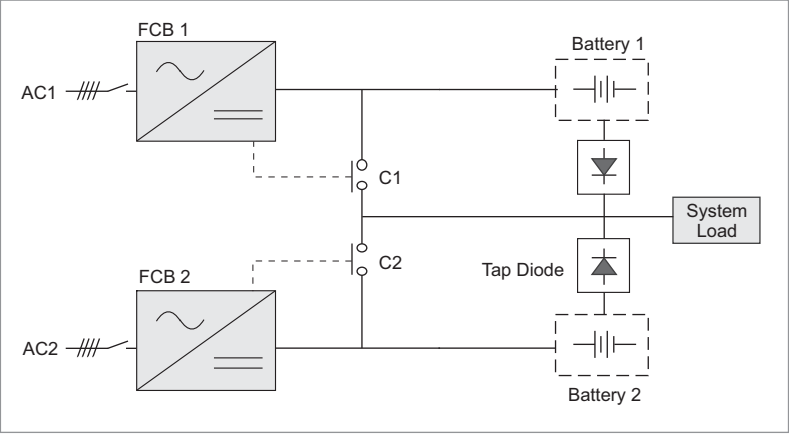 FCB 1
Battery 1
AC1
C1
System
Load
C2
Tap Diode
FCB 2
AC2
Battery 2